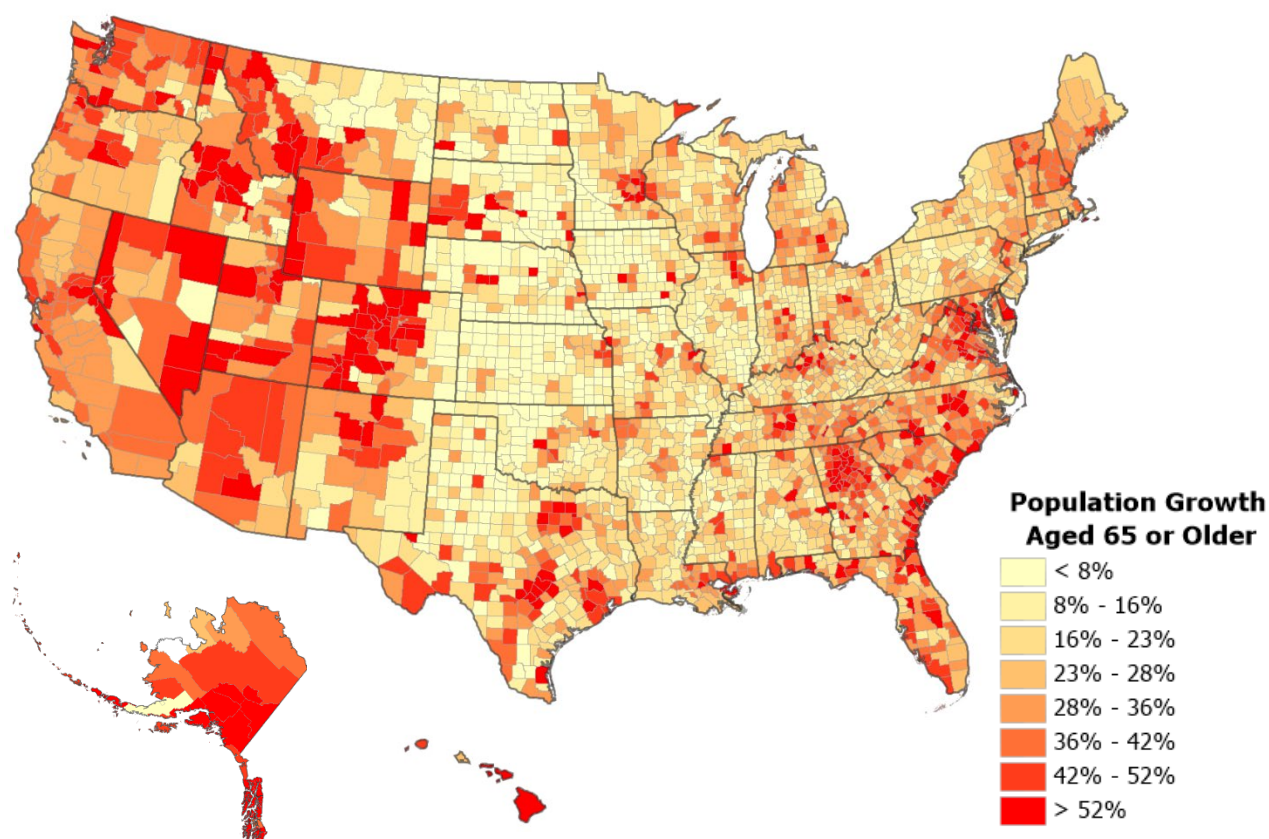 Population Growth
Aged 65 or Older
< 8%
8% - 16%
16% - 23%
23% - 28%
28% - 36%
36% - 42%
42% - 52%
> 52%